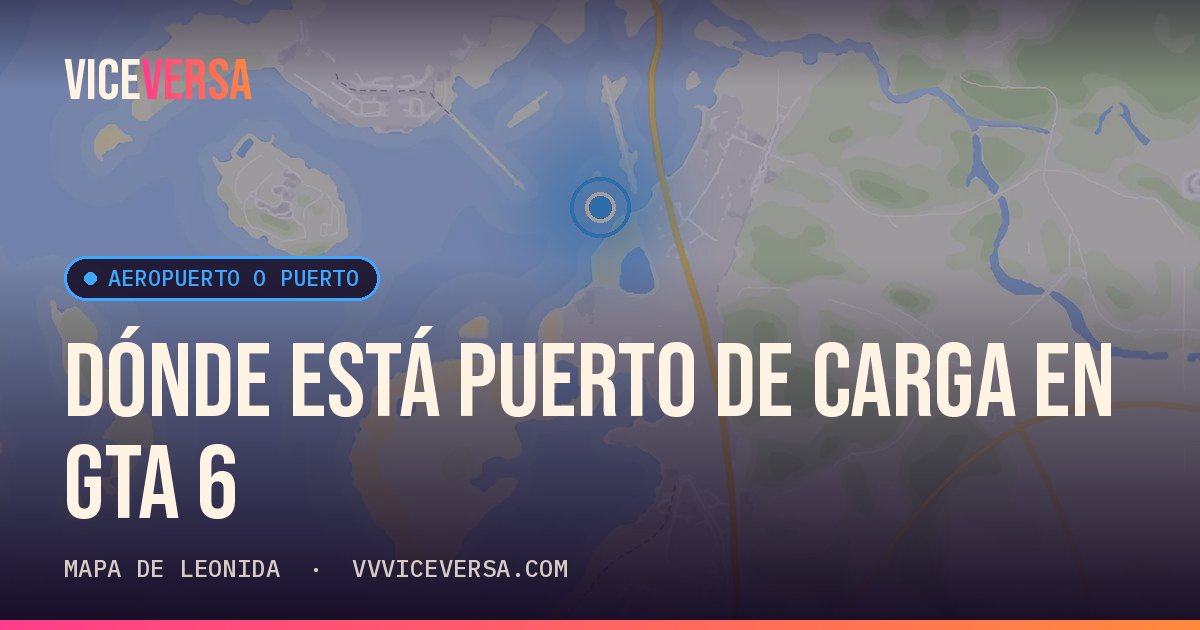 VICEVERSA
AEROPUERTO O PUERTO
DÓNDE ESTÁ PUERTO DE CARGA EN
GTA 6
MAPA DE LEONIDA · VVVICEVERSA.COM